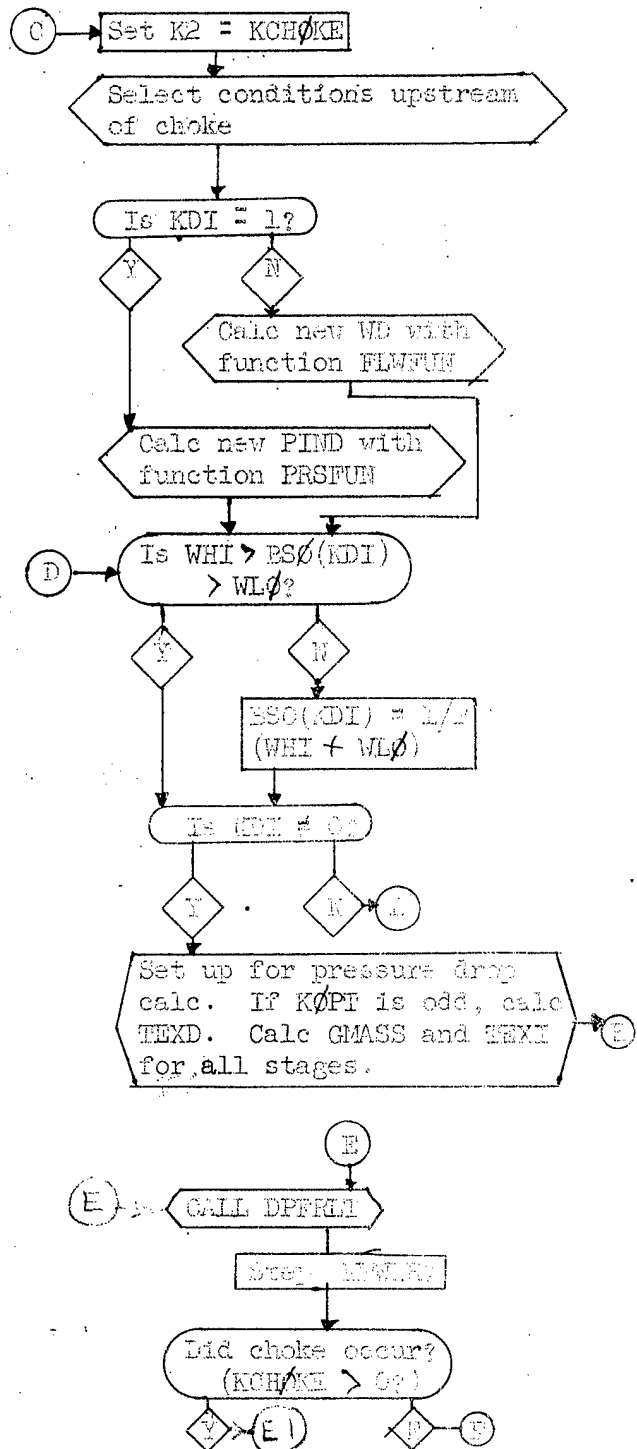 C
Set K2 = KCHØKE
Select conditions upstream
of choke
Is KDI = 1?
Y
N
Calc new WD with
function FLWFUN
Calc new PIND with
function PRSFUN
D
Is WHI > BSØ(KDI)
> WLØ?
Y
N
BSO(KDI) = 1/2
(WHI + WLØ)
Is KDI ≠ 0?
Y
Set up for pressure drop
calc. If KØPT is odd, calc
TEXD. Calc GMASS and TEXI
for all stages.
E
E
CALL DPFRLT
Step
Did choke occur?
(KCHØKE > 0?)
Y
E1